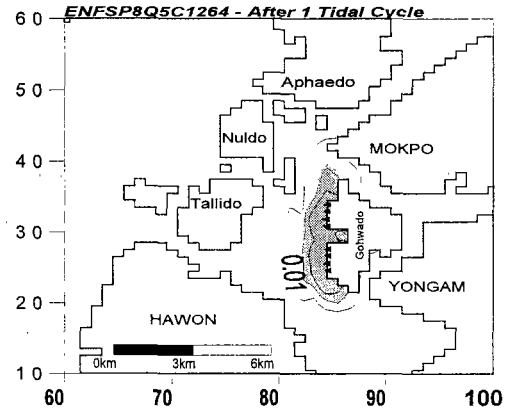 ENFSP8Q5C1264 - After 1 Tidal Cycle
60
50
40
30
20
10
Aphaedo
Nuldo
MOKPO
Tallido
Gohwado
0.01
YONGAM
HAWON
0km 3km 6km
60 70 80 90 100